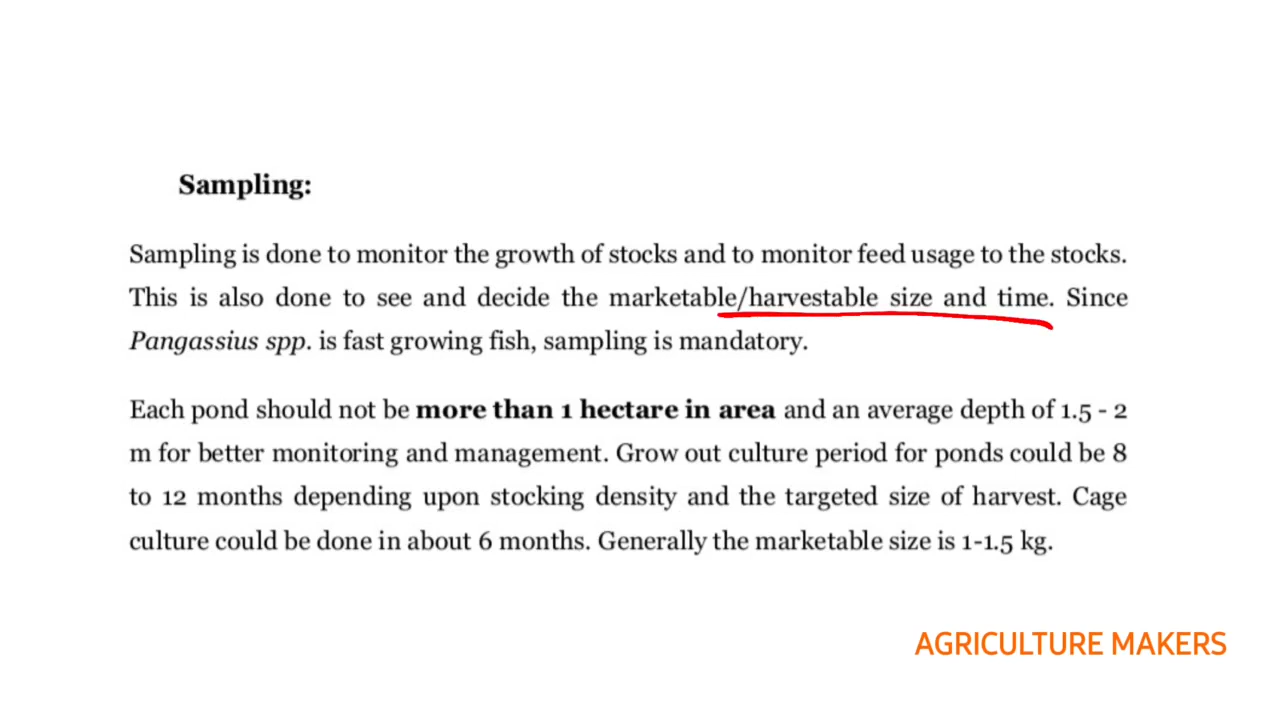 Sampling:
Sampling is done to monitor the growth of stocks and to monitor feed usage to the stocks.
This is also done to see and decide the marketable/harvestable size and time. Since
Pangassius spp. is fast growing fish, sampling is mandatory.
Each pond should not be more than 1 hectare in area and an average depth of 1.5 - 2
m for better monitoring and management. Grow out culture period for ponds could be 8
to 12 months depending upon stocking density and the targeted size of harvest. Cage
culture could be done in about 6 months. Generally the marketable size is 1-1.5 kg.
AGRICULTURE MAKERS